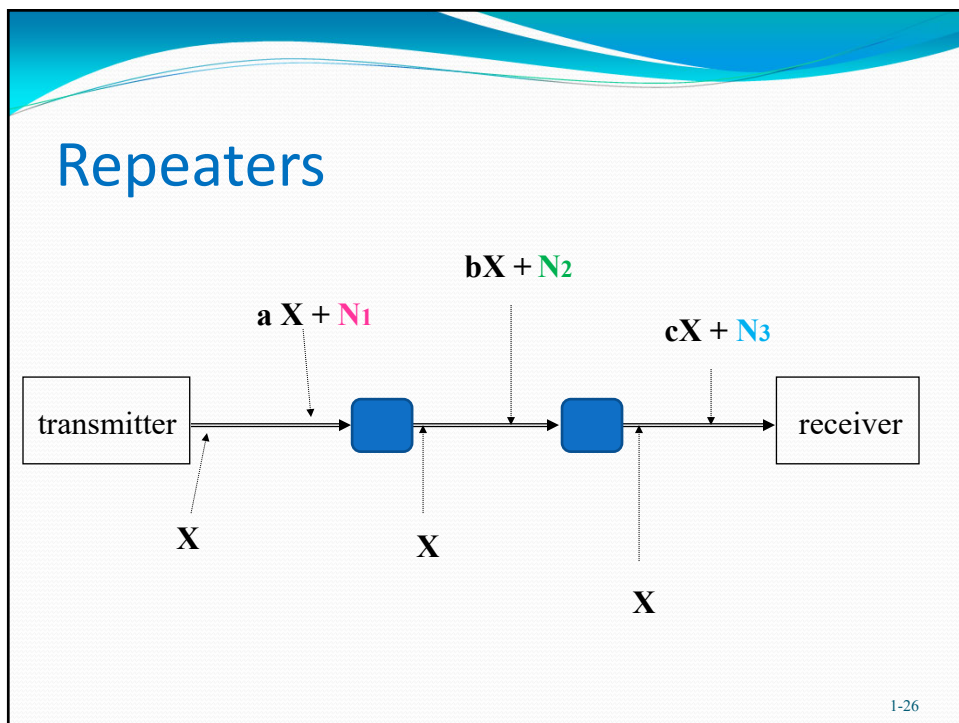 Repeaters
bX + N2
a X + N1
cX + N3
transmitter
receiver
X
X
X
1-26